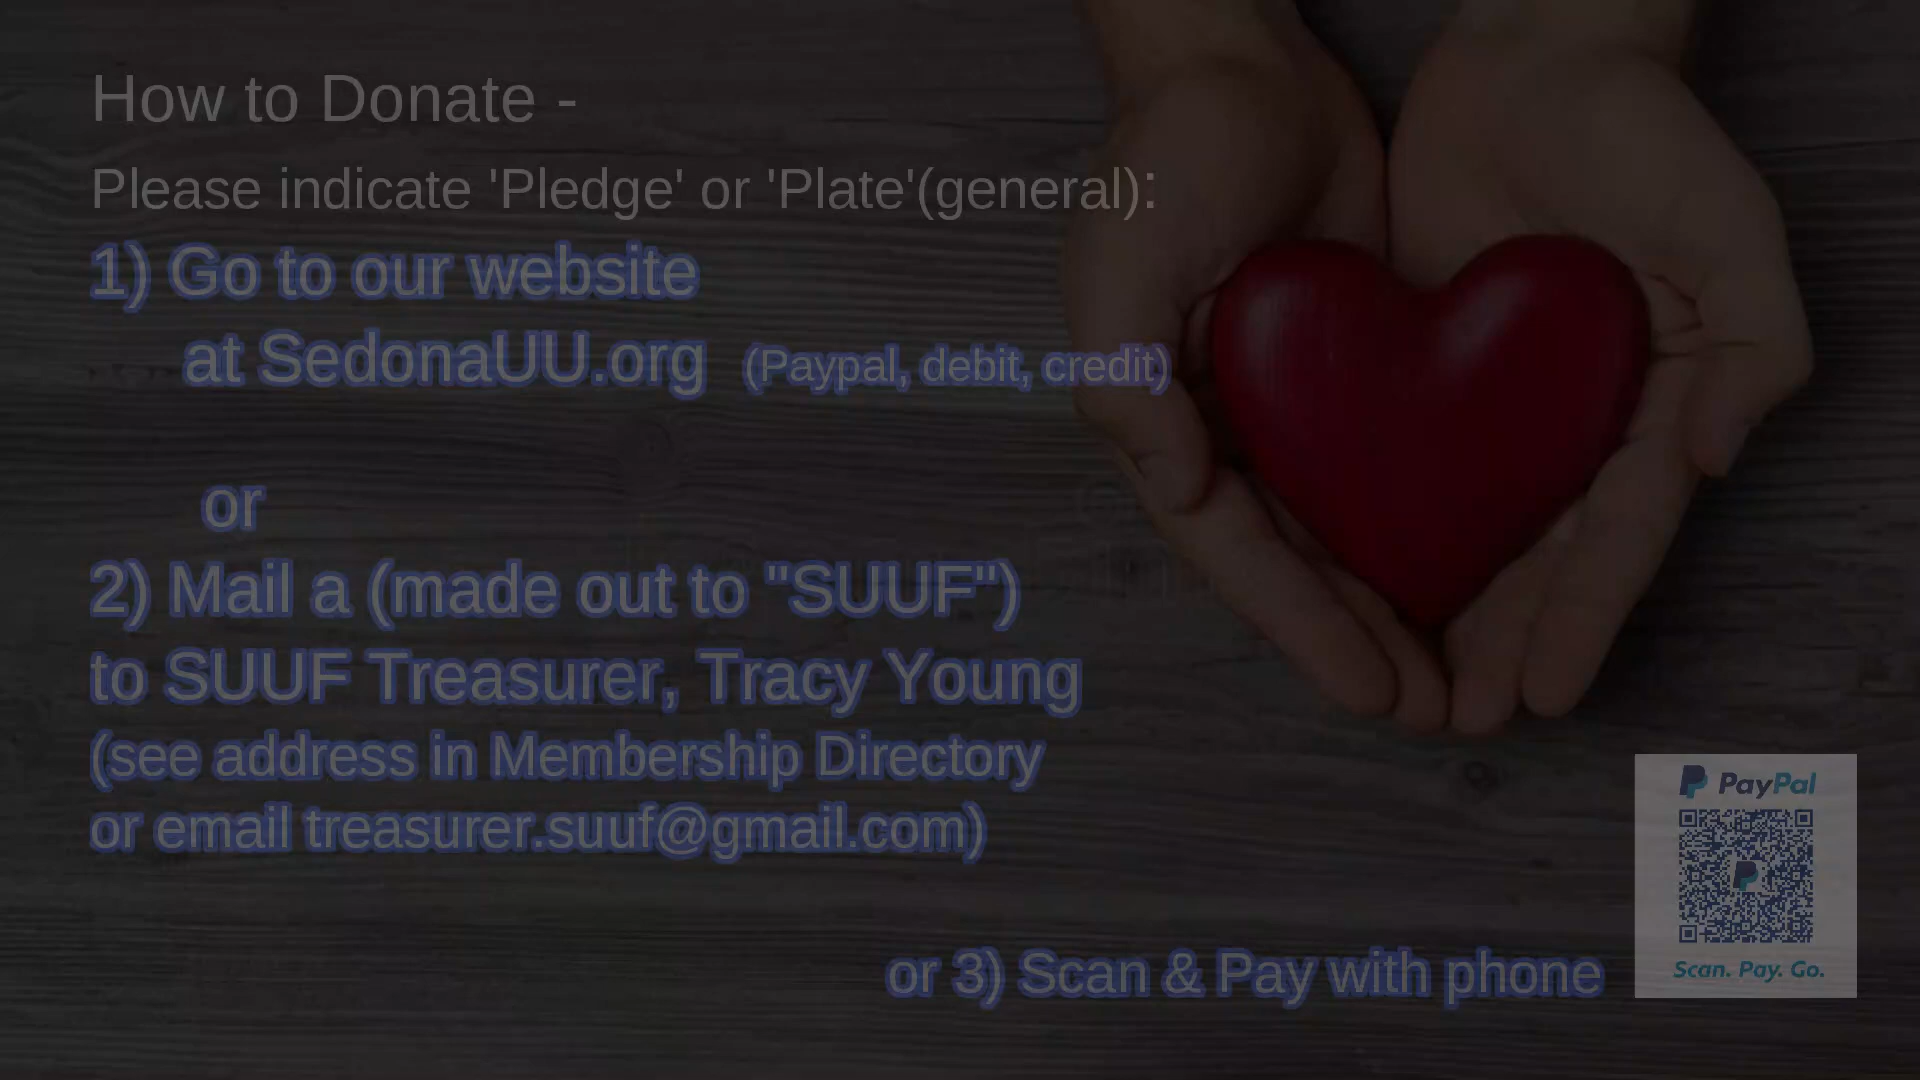 How to Donate -
Please indicate 'Pledge' or 'Plate'(general):
1) Go to our website
at SedonaUU.org (Paypal, debit, credit)
or
2) Mail a (made out to "SUUF")
to SUUF Treasurer, Tracy Young
(see address in Membership Directory
or email treasurer.suuf@gmail.com)
or 3) Scan & Pay with phone
PayPal
Scan. Pay. Go.